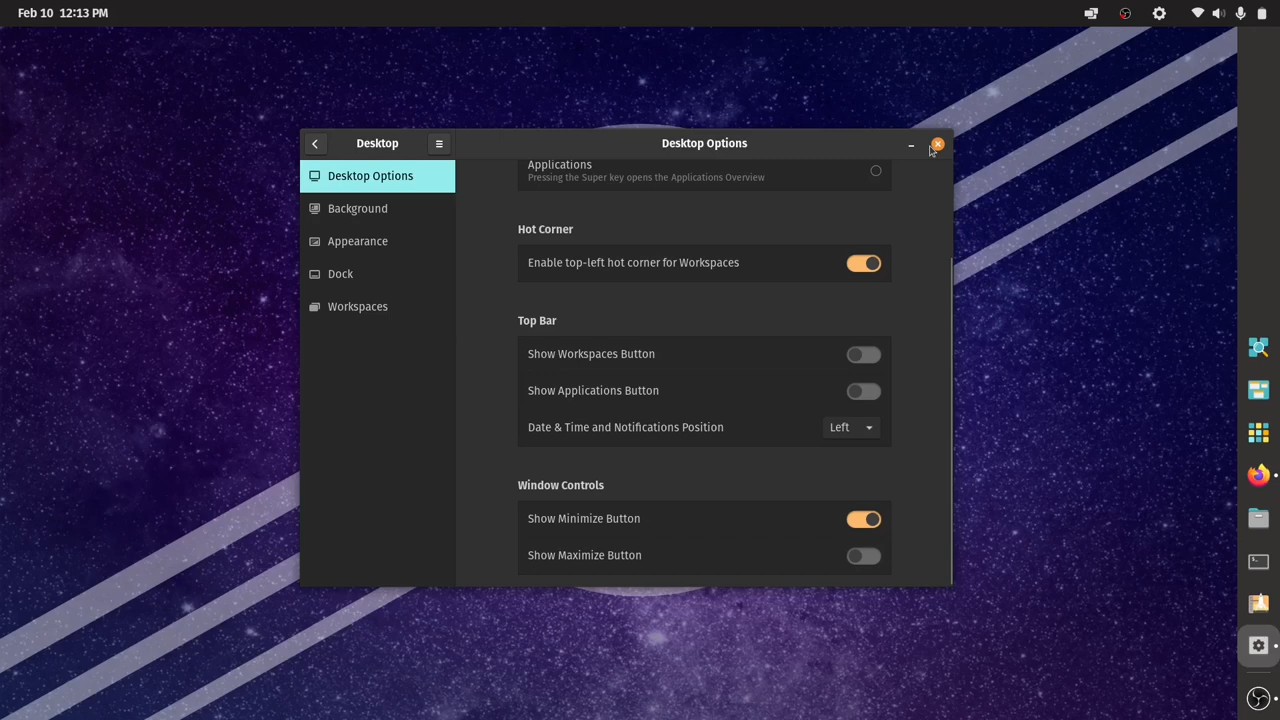 Feb 10 12:13 PM
Desktop
Desktop Options
Desktop Options
Background
Appearance
Dock
Workspaces
Applications
Pressing the Super key opens the Applications Overview
Hot Corner
Enable top-left hot corner for Workspaces
Top Bar
Show Workspaces Button
Show Applications Button
Date & Time and Notifications Position Left
Window Controls
Show Minimize Button
Show Maximize Button